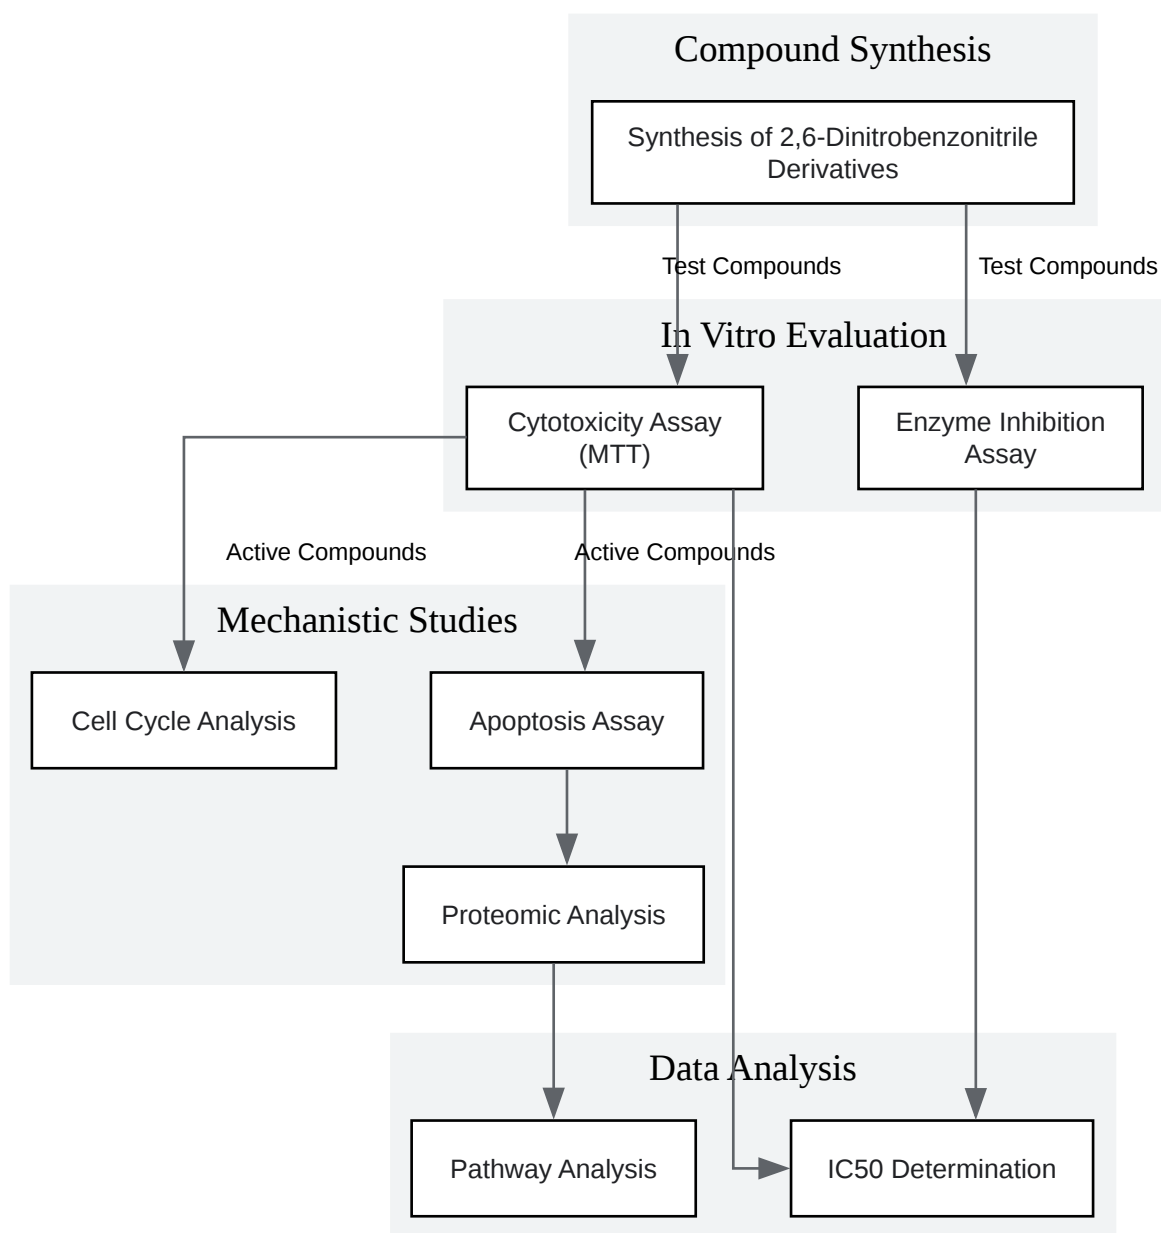 Compound Synthesis
Synthesis of 2,6-Dinitrobenzonitrile
Derivatives
Test Compounds
Test Compounds
In Vitro Evaluation
Cytotoxicity Assay
(MTT)
Enzyme Inhibition
Assay
Active Compounds
Active Compounds
Mechanistic Studies
Cell Cycle Analysis
Apoptosis Assay
Proteomic Analysis
Data Analysis
Pathway Analysis
IC50 Determination